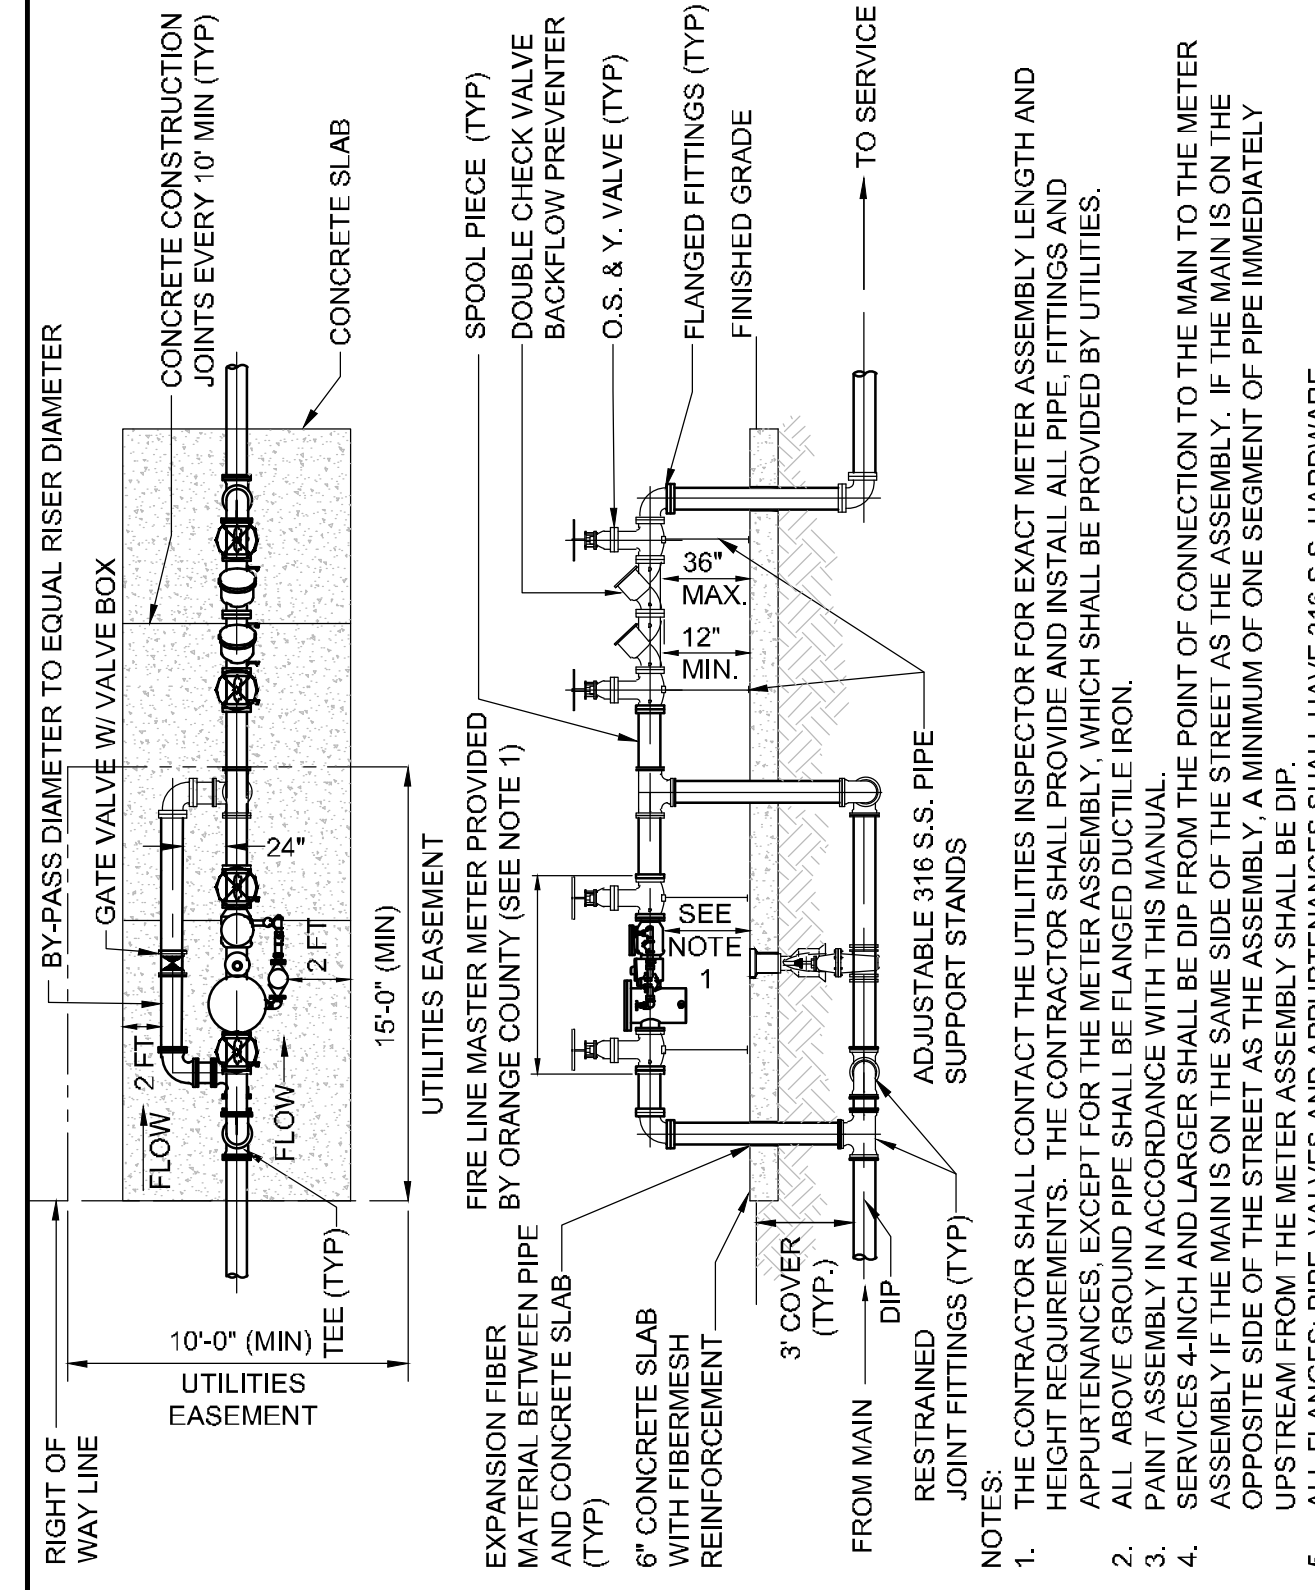 RIGHT OF
WAY LINE
BY-PASS DIAMETER TO EQUAL RISER DIAMETER
GATE VALVE W/ VALVE BOX
CONCRETE CONSTRUCTION
JOINTS EVERY 10' MIN (TYP)
CONCRETE SLAB
2 FT
FLOW
FLOW
24"
2 FT
10'-0" (MIN)
UTILITIES
EASEMENT
TEE (TYP)
15'-0" (MIN)
UTILITIES EASEMENT
EXPANSION FIBER
MATERIAL BETWEEN PIPE
AND CONCRETE SLAB
(TYP)
6" CONCRETE SLAB
WITH FIBERMESH
REINFORCEMENT
FIRE LINE MASTER METER PROVIDED
BY ORANGE COUNTY (SEE NOTE 1)
SPOOL PIECE (TYP)
DOUBLE CHECK VALVE
BACKFLOW PREVENTER
O.S. & Y. VALVE (TYP)
FLANGED FITTINGS (TYP)
FINISHED GRADE
SEE
NOTE
1
12"
MIN.
36"
MAX.
3' COVER
(TYP.)
DIP
FROM MAIN
TO SERVICE
RESTRAINED
JOINT FITTINGS (TYP)
ADJUSTABLE 316 S.S. PIPE
SUPPORT STANDS
NOTES:
1. THE CONTRACTOR SHALL CONTACT THE UTILITIES INSPECTOR FOR EXACT METER ASSEMBLY LENGTH AND
HEIGHT REQUIREMENTS. THE CONTRACTOR SHALL PROVIDE AND INSTALL ALL PIPE, FITTINGS AND
APPURTENANCES, EXCEPT FOR THE METER ASSEMBLY, WHICH SHALL BE PROVIDED BY UTILITIES.
2. ALL ABOVE GROUND PIPE SHALL BE FLANGED DUCTILE IRON.
3. PAINT ASSEMBLY IN ACCORDANCE WITH THIS MANUAL.
4. SERVICES 4-INCH AND LARGER SHALL BE DIP FROM THE POINT OF CONNECTION TO THE MAIN TO THE METER
ASSEMBLY IF THE MAIN IS ON THE SAME SIDE OF THE STREET AS THE ASSEMBLY. IF THE MAIN IS ON THE
OPPOSITE SIDE OF THE STREET AS THE ASSEMBLY, A MINIMUM OF ONE SEGMENT OF PIPE IMMEDIATELY
UPSTREAM FROM THE METER ASSEMBLY SHALL BE DIP.